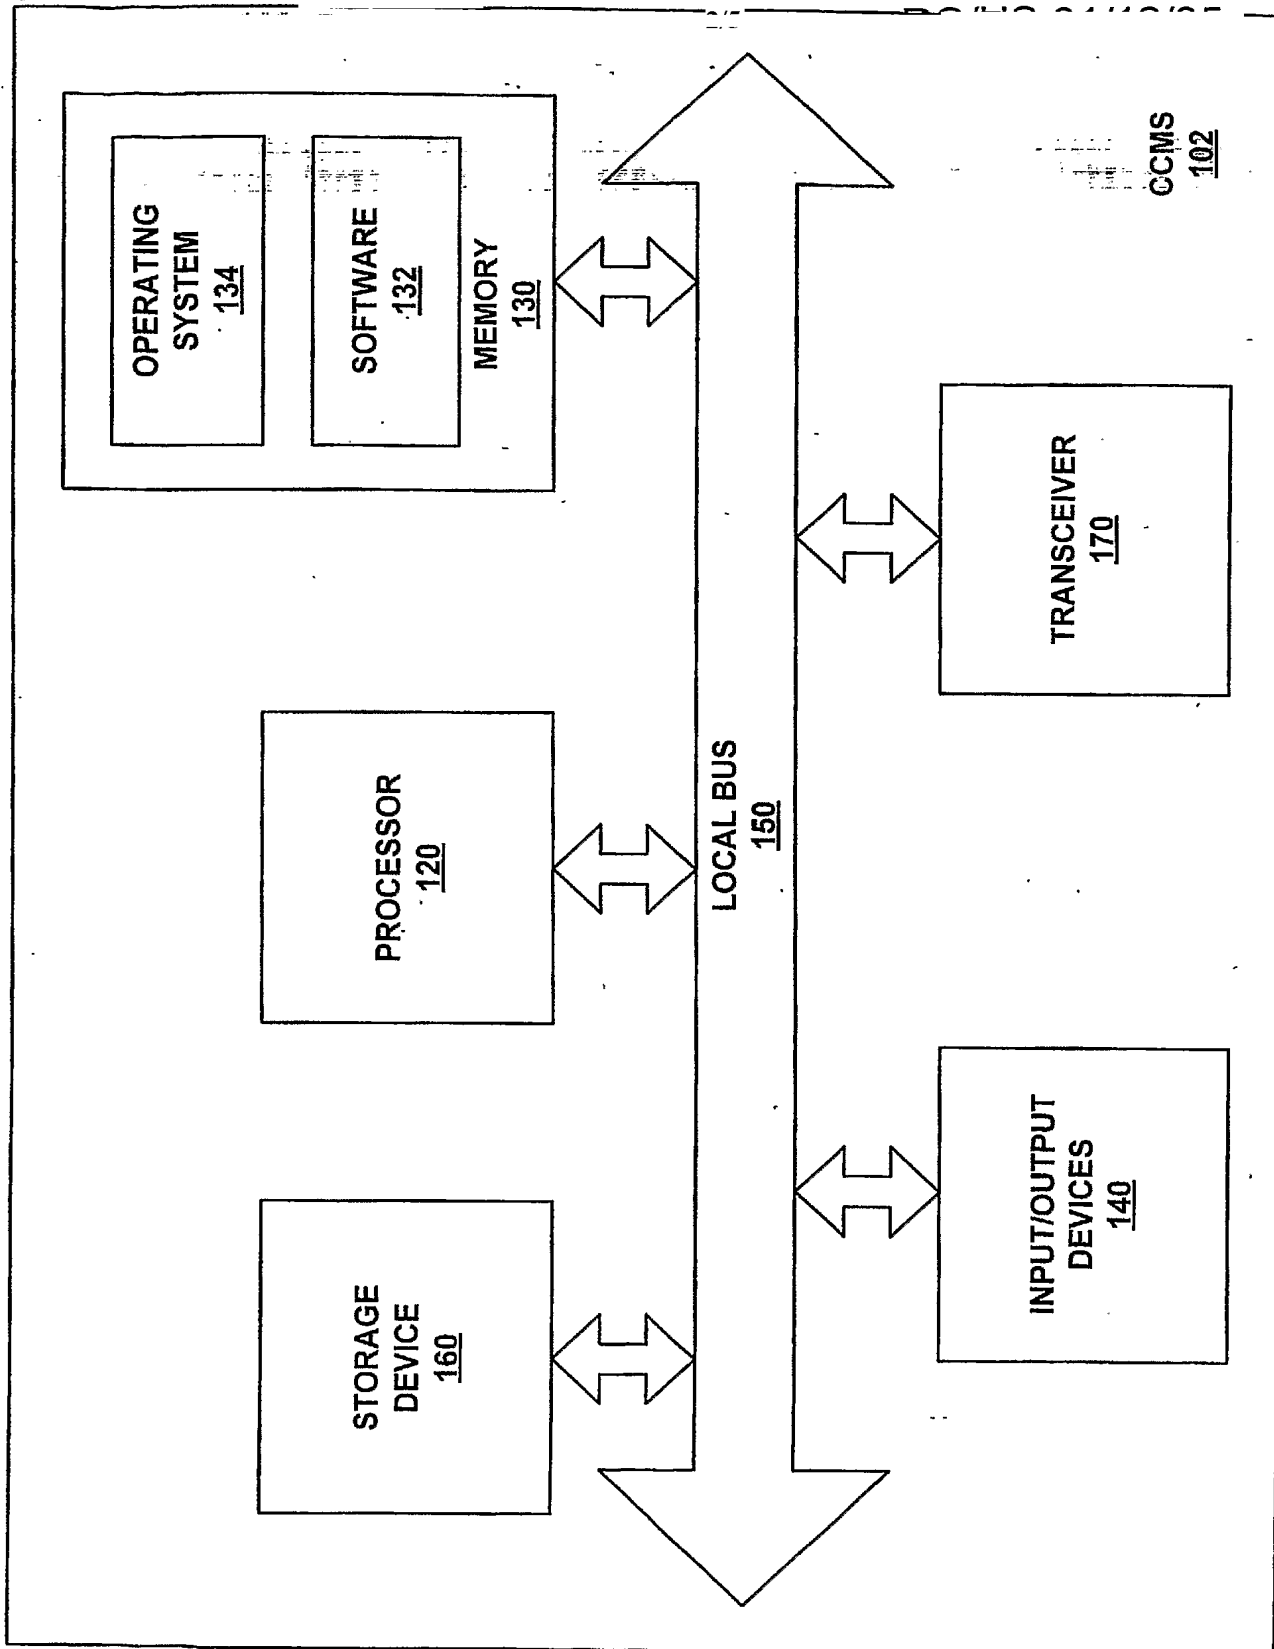 STORAGE
DEVICE
160
PROCESSOR
120
OPERATING
SYSTEM
134
SOFTWARE
132
MEMORY
130
LOCAL BUS
150
INPUT/OUTPUT
DEVICES
140
TRANSCEIVER
170
CCMS
102